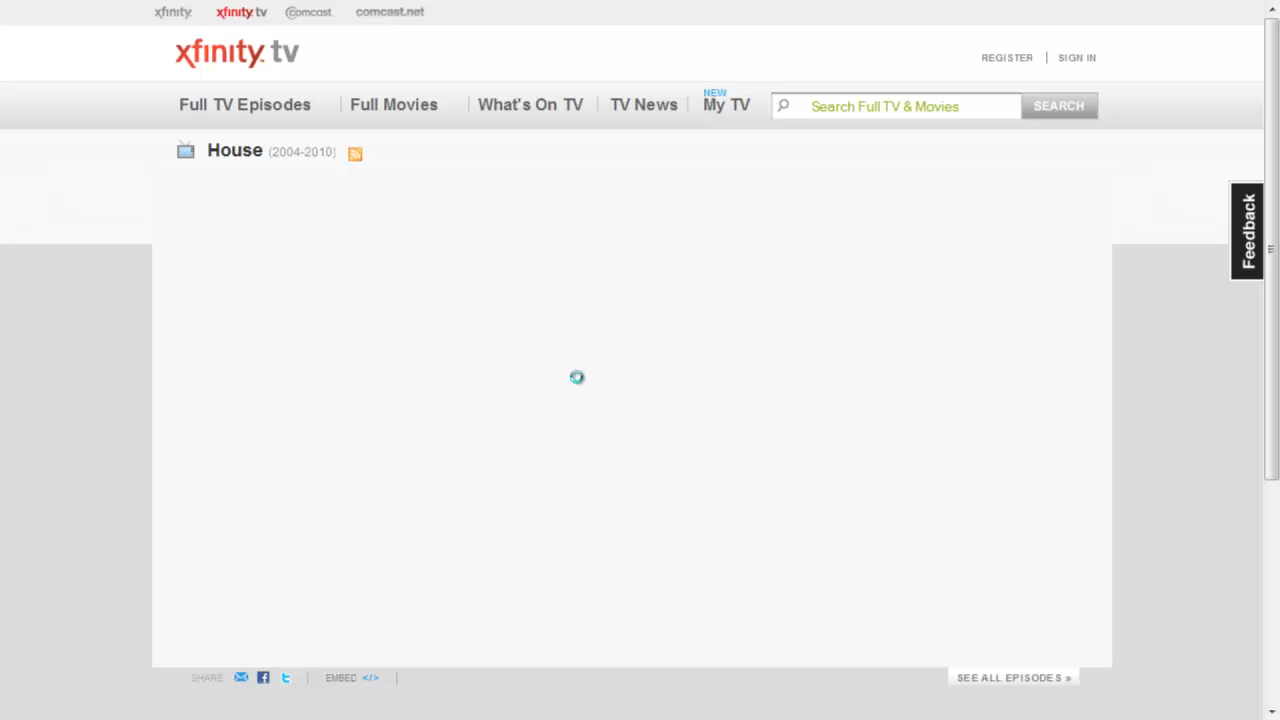 xfinity. xfinity tv comcast. comcast.net
xfinity. tv
REGISTER | SIGN IN
Full TV Episodes | Full Movies | What's On TV | TV News | NEW My TV Search Full TV & Movies SEARCH
House (2004-2010)
Feedback
SHARE | EMBED </> | SEE ALL EPISODES »